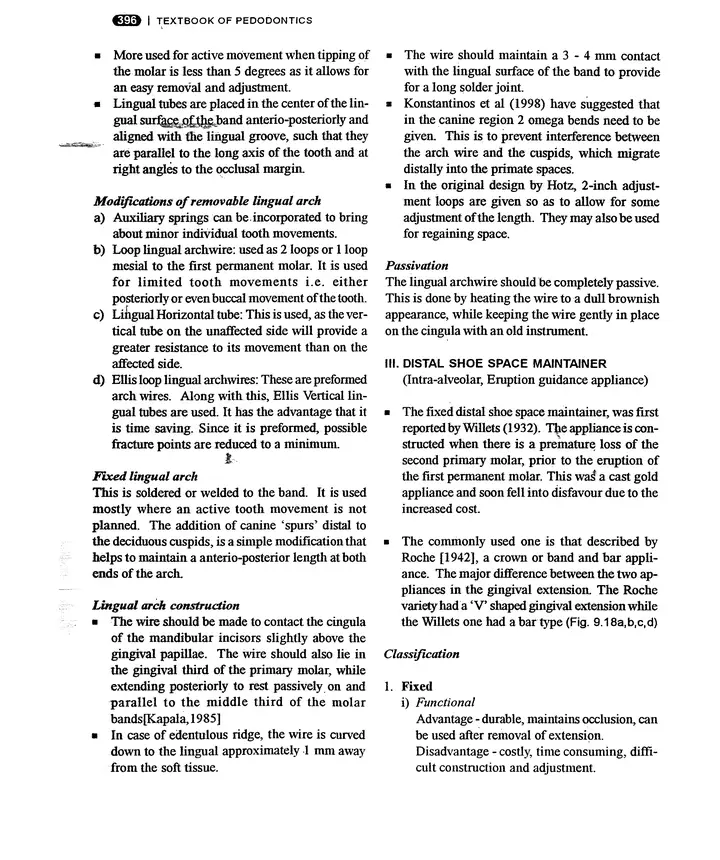 396 | TEXTBOOK OF PEDODONTICS
■ More used for active movement when tipping of
the molar is less than 5 degrees as it allows for
an easy removal and adjustment.
■ Lingual tubes are placed in the center of the lin-
gual surface of the band anterio-posteriorly and
aligned with the lingual groove, such that they
are parallel to the long axis of the tooth and at
right angles to the occlusal margin.
Modifications of removable lingual arch
a) Auxiliary springs can be incorporated to bring
about minor individual tooth movements.
b) Loop lingual archwire: used as 2 loops or 1 loop
mesial to the first permanent molar. It is used
for limited tooth movements i.e. either
posteriorly or even buccal movement of the tooth.
c) Lingual Horizontal tube: This is used, as the ver-
tical tube on the unaffected side will provide a
greater resistance to its movement than on the
affected side.
d) Ellis loop lingual archwires: These are preformed
arch wires. Along with this, Ellis Vertical lin-
gual tubes are used. It has the advantage that it
is time saving. Since it is preformed, possible
fracture points are reduced to a minimum.
Fixed lingual arch
This is soldered or welded to the band. It is used
mostly where an active tooth movement is not
planned. The addition of canine ‘spurs’ distal to
the deciduous cuspids, is a simple modification that
helps to maintain a anterio-posterior length at both
ends of the arch.
Lingual arch construction
■ The wire should be made to contact the cingula
of the mandibular incisors slightly above the
gingival papillae. The wire should also lie in
the gingival third of the primary molar, while
extending posteriorly to rest passively on and
parallel to the middle third of the molar
bands[Kapala,1985]
■ In case of edentulous ridge, the wire is curved
down to the lingual approximately 1 mm away
from the soft tissue.
■ The wire should maintain a 3 - 4 mm contact
with the lingual surface of the band to provide
for a long solder joint.
■ Konstantinos et al (1998) have suggested that
in the canine region 2 omega bends need to be
given. This is to prevent interference between
the arch wire and the cuspids, which migrate
distally into the primate spaces.
■ In the original design by Hotz, 2-inch adjust-
ment loops are given so as to allow for some
adjustment of the length. They may also be used
for regaining space.
Passivation
The lingual archwire should be completely passive.
This is done by heating the wire to a dull brownish
appearance, while keeping the wire gently in place
on the cingula with an old instrument.
III. DISTAL SHOE SPACE MAINTAINER
(Intra-alveolar, Eruption guidance appliance)
■ The fixed distal shoe space maintainer, was first
reported by Willets (1932). The appliance is con-
structed when there is a premature loss of the
second primary molar, prior to the eruption of
the first permanent molar. This was a cast gold
appliance and soon fell into disfavour due to the
increased cost.
■ The commonly used one is that described by
Roche [1942], a crown or band and bar appli-
ance. The major difference between the two ap-
pliances in the gingival extension. The Roche
variety had a ‘V’ shaped gingival extension while
the Willets one had a bar type (Fig. 9.18a,b,c,d)
Classification
1. Fixed
i) Functional
Advantage - durable, maintains occlusion, can
be used after removal of extension.
Disadvantage - costly, time consuming, diffi-
cult construction and adjustment.